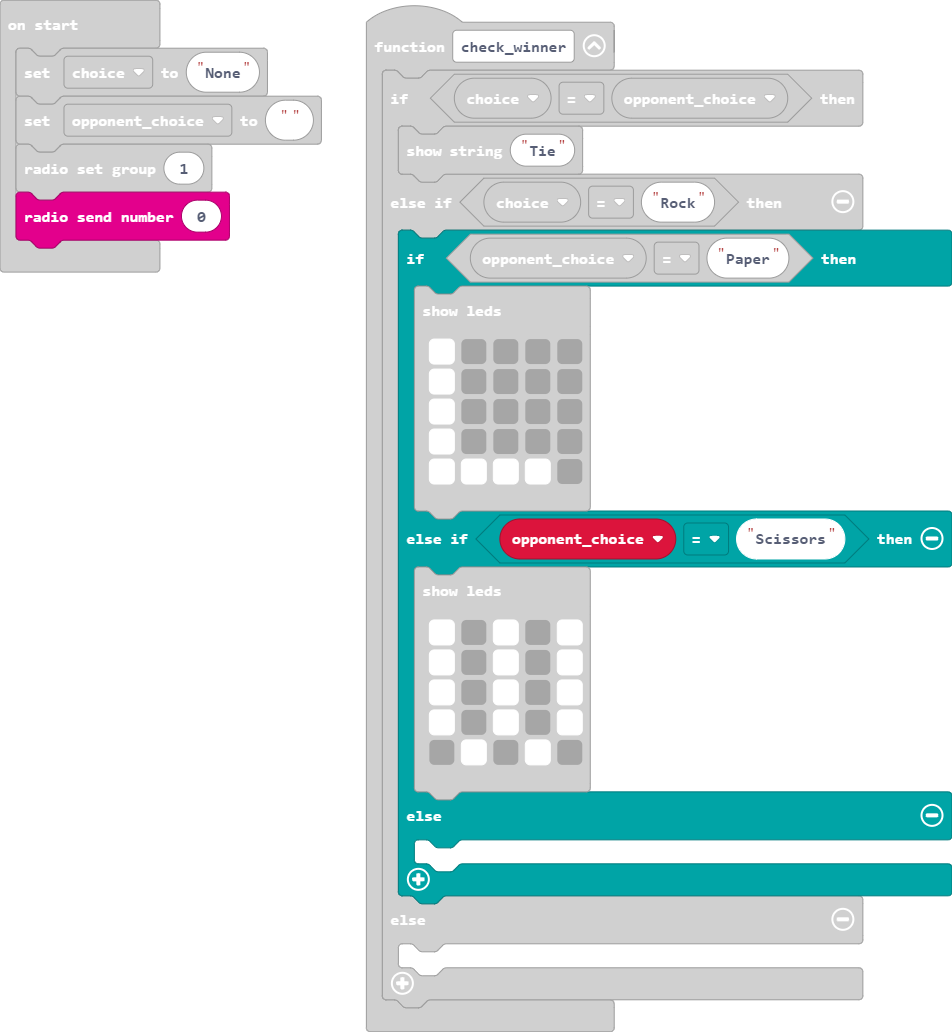 on start
set choice to "None"
set opponent_choice to " "
radio set group 1
radio send number 0
function check_winner
if choice = opponent_choice then
show string "Tie"
else if choice = "Rock" then
if opponent_choice = "Paper" then
show leds
else if opponent_choice = "Scissors" then
show leds
else
else